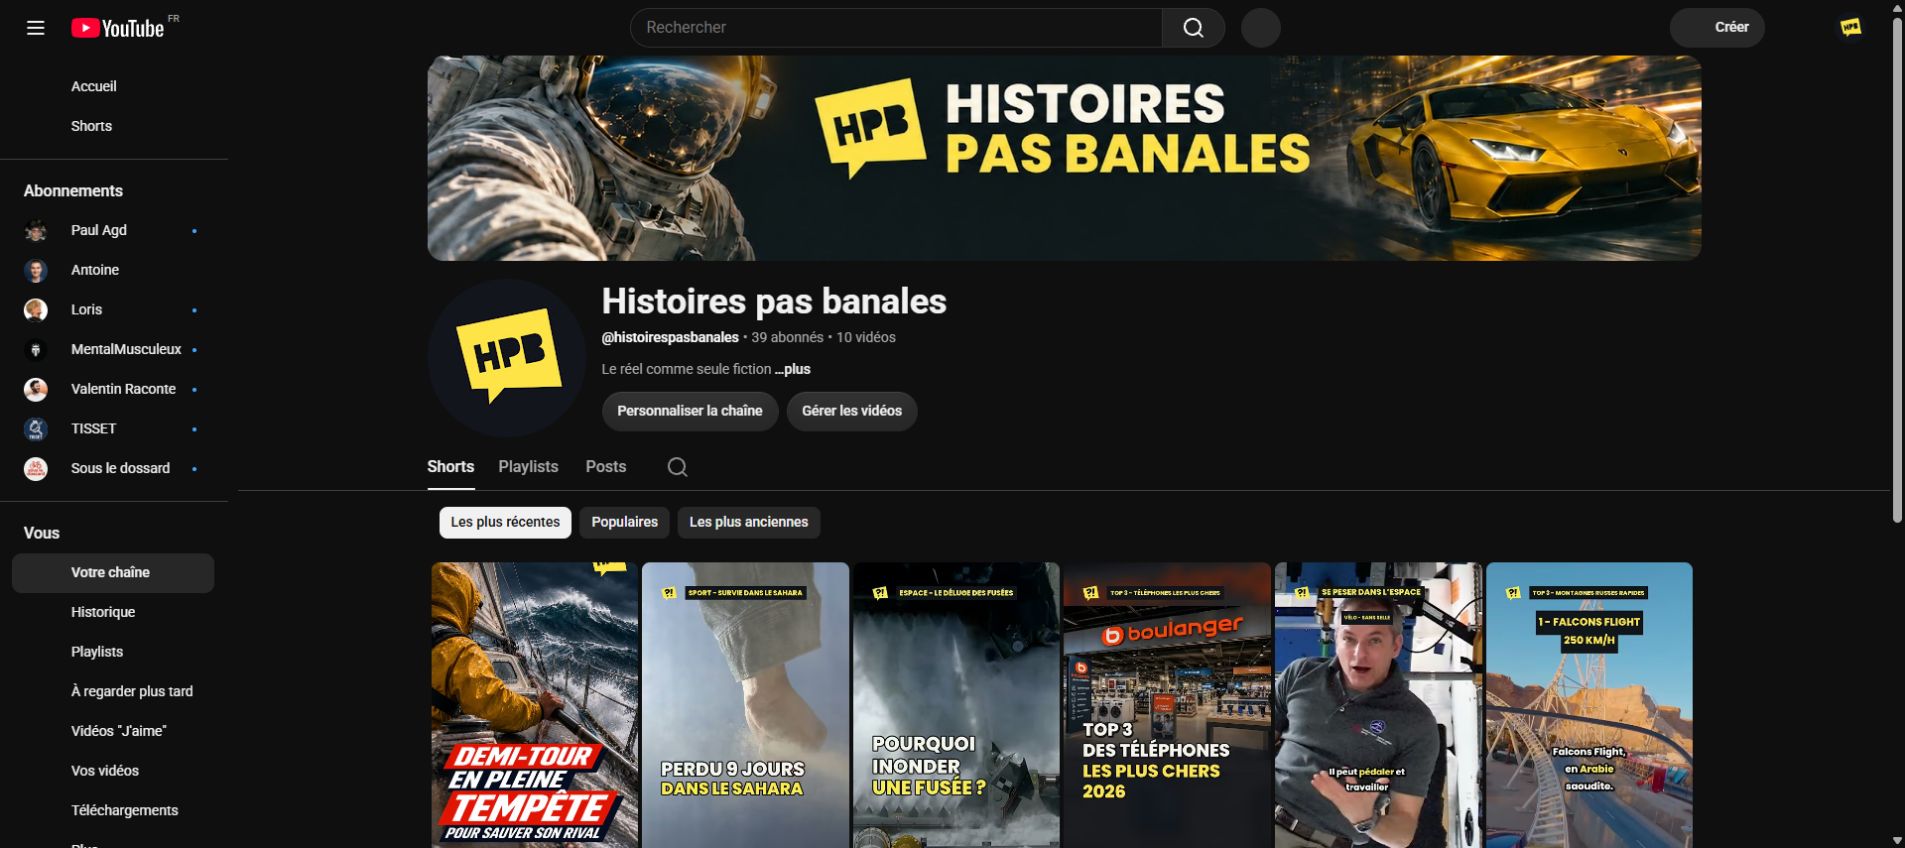 YouTube FR
Rechercher
Créer
HPB
Accueil
Shorts
Abonnements
Paul Agd
Antoine
Loris
MentalMusculeux
Valentin Raconte
TISSET
Sous le dossard
Vous
Votre chaîne
Historique
Playlists
À regarder plus tard
Vidéos "J'aime"
Vos vidéos
Téléchargements
Plus
HPB
HISTOIRES
PAS BANALES
HPB
Histoires pas banales
@histoirespasbanales • 39 abonnés • 10 vidéos
Le réel comme seule fiction ...plus
Personnaliser la chaîne
Gérer les vidéos
Shorts
Playlists
Posts
Les plus récentes
Populaires
Les plus anciennes
DEMI-TOUR
EN PLEINE
TEMPÊTE
POUR SAUVER SON RIVAL
?!
SPORT - SURVIE DANS LE SAHARA
PERDU 9 JOURS
DANS LE SAHARA
?!
ESPACE - LE DÉLUGE DES FUSÉES
POURQUOI
INONDER
UNE FUSÉE ?
?!
TOP 3 - TÉLÉPHONES LES PLUS CHERS
boulanger
TOP 3
DES TÉLÉPHONES
LES PLUS CHERS
2026
?!
SE PESER DANS L'ESPACE
VÉLO - SANS SELLE
Il peut pédaler et
travailler
?!
TOP 3 - MONTAGNES RUSSES RAPIDES
1 - FALCONS FLIGHT
250 KM/H
Falcons Flight,
en Arabie
saoudite.